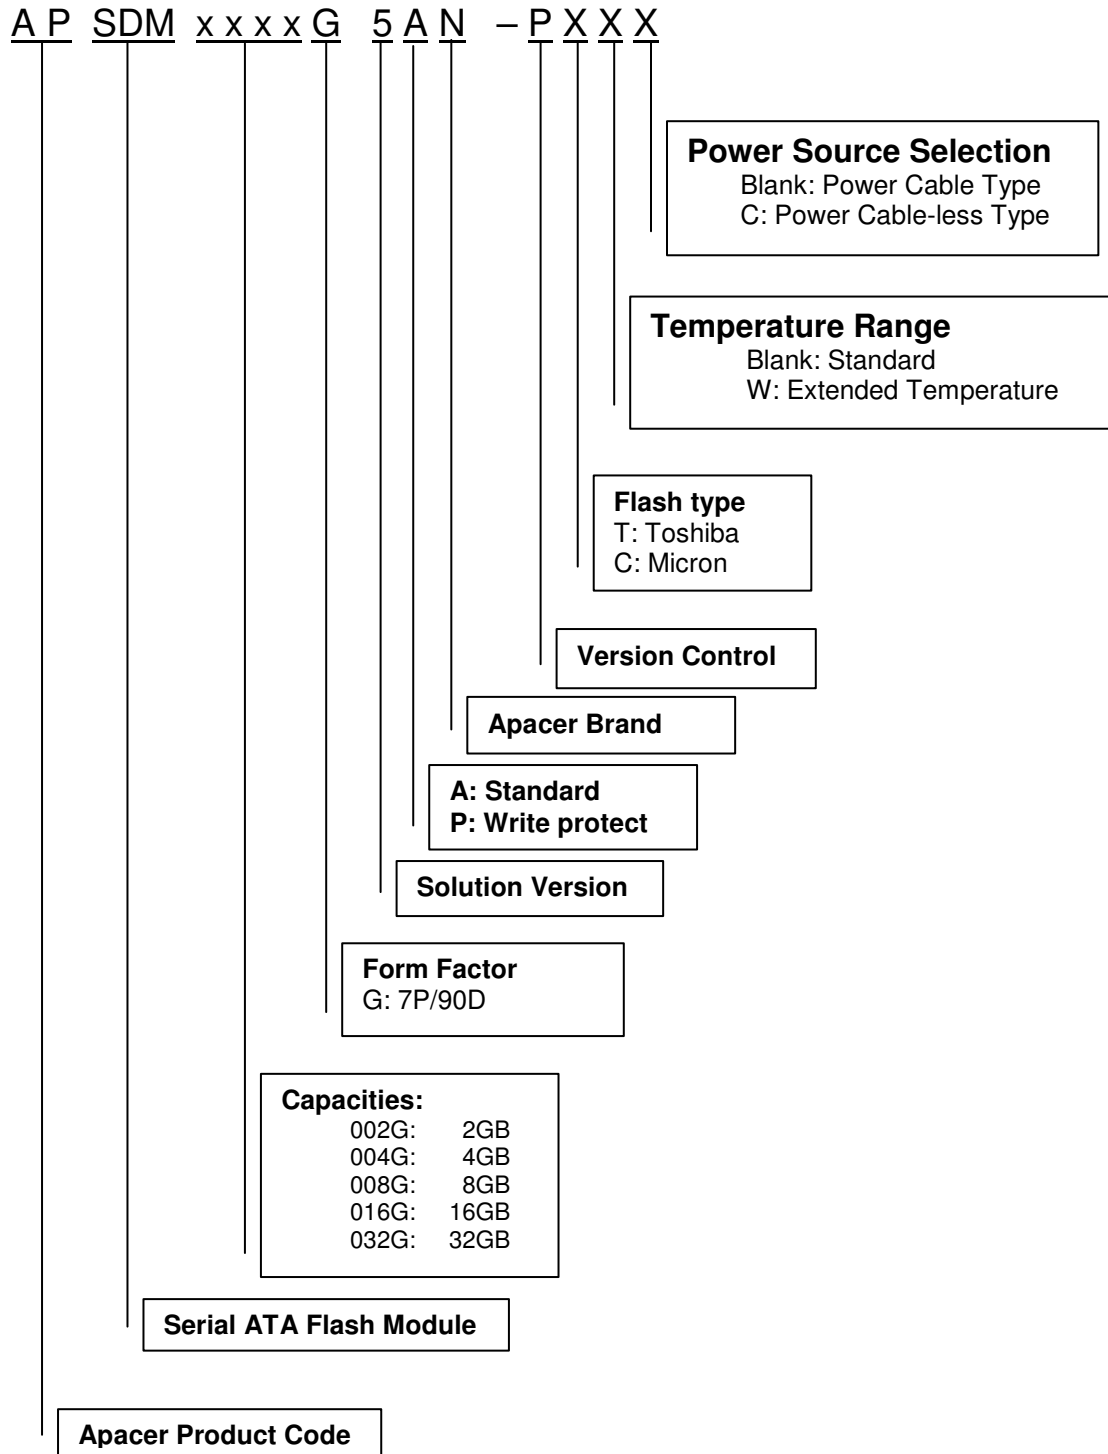 A P SDM x x x x G 5 A N – P X X X
Power Source Selection
Blank: Power Cable Type
C: Power Cable-less Type
Temperature Range
Blank: Standard
W: Extended Temperature
Flash type
T: Toshiba
C: Micron
Version Control
Apacer Brand
A: Standard
P: Write protect
Solution Version
Form Factor
G: 7P/90D
Capacities:
002G: 2GB
004G: 4GB
008G: 8GB
016G: 16GB
032G: 32GB
Serial ATA Flash Module
Apacer Product Code